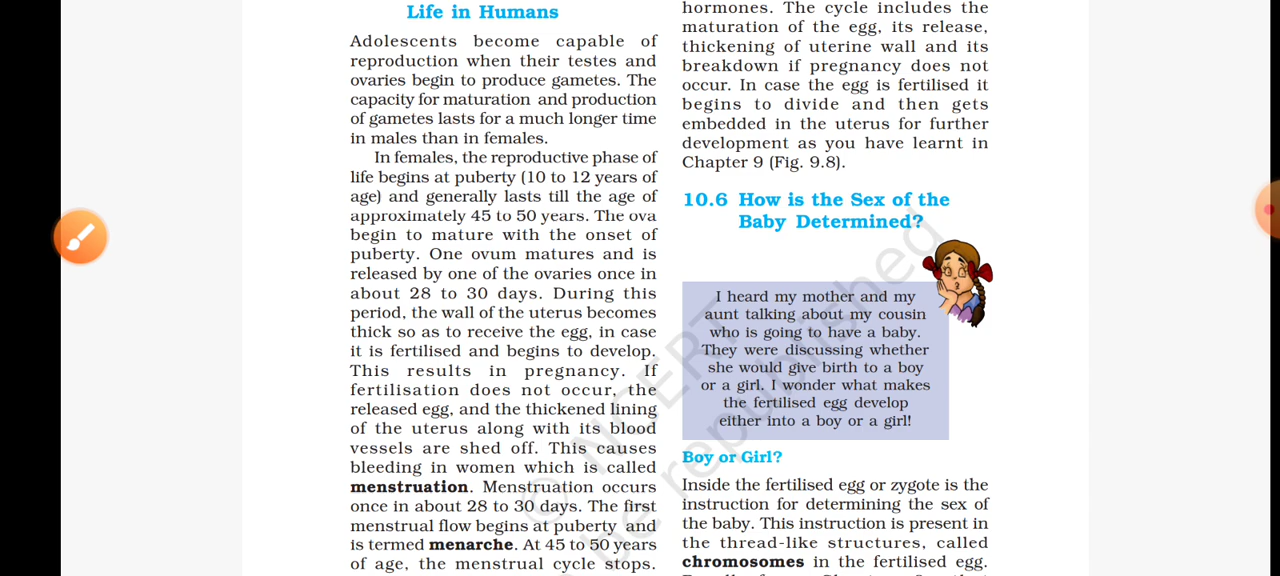 Life in Humans
Adolescents become capable of
reproduction when their testes and
ovaries begin to produce gametes. The
capacity for maturation and production
of gametes lasts for a much longer time
in males than in females.
In females, the reproductive phase of
life begins at puberty (10 to 12 years of
age) and generally lasts till the age of
approximately 45 to 50 years. The ova
begin to mature with the onset of
puberty. One ovum matures and is
released by one of the ovaries once in
about 28 to 30 days. During this
period, the wall of the uterus becomes
thick so as to receive the egg, in case
it is fertilised and begins to develop.
This results in pregnancy. If
fertilisation does not occur, the
released egg, and the thickened lining
of the uterus along with its blood
vessels are shed off. This causes
bleeding in women which is called
menstruation. Menstruation occurs
once in about 28 to 30 days. The first
menstrual flow begins at puberty and
is termed menarche. At 45 to 50 years
of age, the menstrual cycle stops.
hormones. The cycle includes the
maturation of the egg, its release,
thickening of uterine wall and its
breakdown if pregnancy does not
occur. In case the egg is fertilised it
begins to divide and then gets
embedded in the uterus for further
development as you have learnt in
Chapter 9 (Fig. 9.8).
10.6 How is the Sex of the
Baby Determined?
I heard my mother and my
aunt talking about my cousin
who is going to have a baby.
They were discussing whether
she would give birth to a boy
or a girl. I wonder what makes
the fertilised egg develop
either into a boy or a girl!
Boy or Girl?
Inside the fertilised egg or zygote is the
instruction for determining the sex of
the baby. This instruction is present in
the thread-like structures, called
chromosomes in the fertilised egg.
© NCERT
be republished